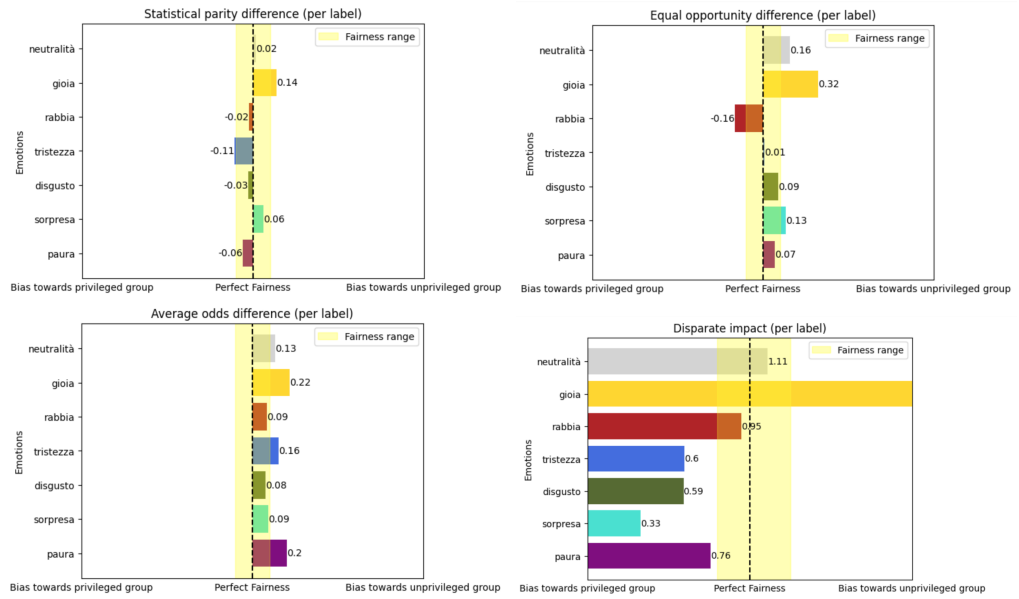 Statistical parity difference (per label)
Fairness range
Emotions
neutralità
0.02
gioia
0.14
rabbia
-0.02
tristezza
-0.11
disgusto
-0.03
sorpresa
0.06
paura
-0.06
Bias towards privileged group
Perfect Fairness
Bias towards unprivileged group
Equal opportunity difference (per label)
Fairness range
Emotions
neutralità
0.16
gioia
0.32
rabbia
-0.16
tristezza
0.01
disgusto
0.09
sorpresa
0.13
paura
0.07
Bias towards privileged group
Perfect Fairness
Bias towards unprivileged group
Average odds difference (per label)
Fairness range
Emotions
neutralità
0.13
gioia
0.22
rabbia
0.09
tristezza
0.16
disgusto
0.08
sorpresa
0.09
paura
0.2
Bias towards privileged group
Perfect Fairness
Bias towards unprivileged group
Disparate impact (per label)
Fairness range
Emotions
neutralità
1.11
gioia
rabbia
0.95
tristezza
0.6
disgusto
0.59
sorpresa
0.33
paura
0.76
Bias towards privileged group
Perfect Fairness
Bias towards unprivileged group